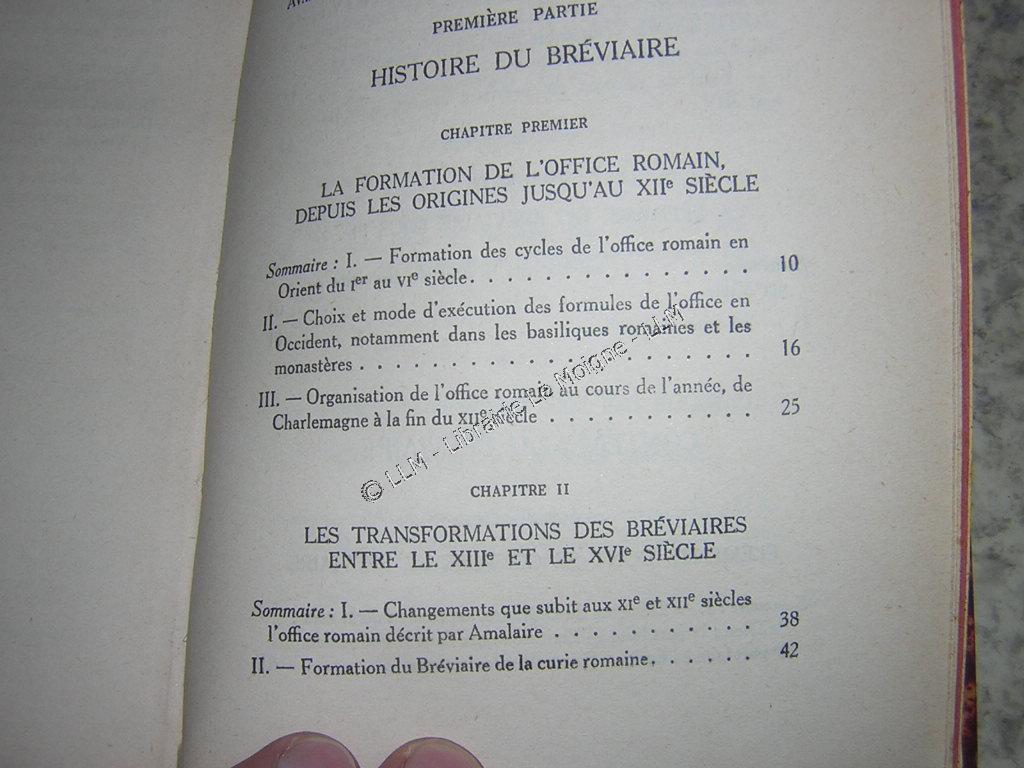 PREMIÈRE PARTIE
HISTOIRE DU BRÉVIAIRE
CHAPITRE PREMIER
LA FORMATION DE L'OFFICE ROMAIN,
DEPUIS LES ORIGINES JUSQU'AU XIIe SIÈCLE
Sommaire : I. — Formation des cycles de l'office romain en
Orient du Ier au VIe siècle. . . . . . . . . . . . . . 10
II. — Choix et mode d'exécution des formules de l'office en
Occident, notamment dans les basiliques romaines et les
monastères . . . . . . . . . . . . . . . . . . 16
III. — Organisation de l'office romain au cours de l'année, de
Charlemagne à la fin du XIIe siècle . . . . . . . . . . . 25
© LLM - Librairie Le Moigne - LLM
CHAPITRE II
LES TRANSFORMATIONS DES BRÉVIAIRES
ENTRE LE XIIIe ET LE XVIe SIÈCLE
Sommaire : I. — Changements que subit aux XIe et XIIe siècles
l'office romain décrit par Amalaire . . . . . . . . . . . 38
II. — Formation du Bréviaire de la curie romaine. . . . . . 42